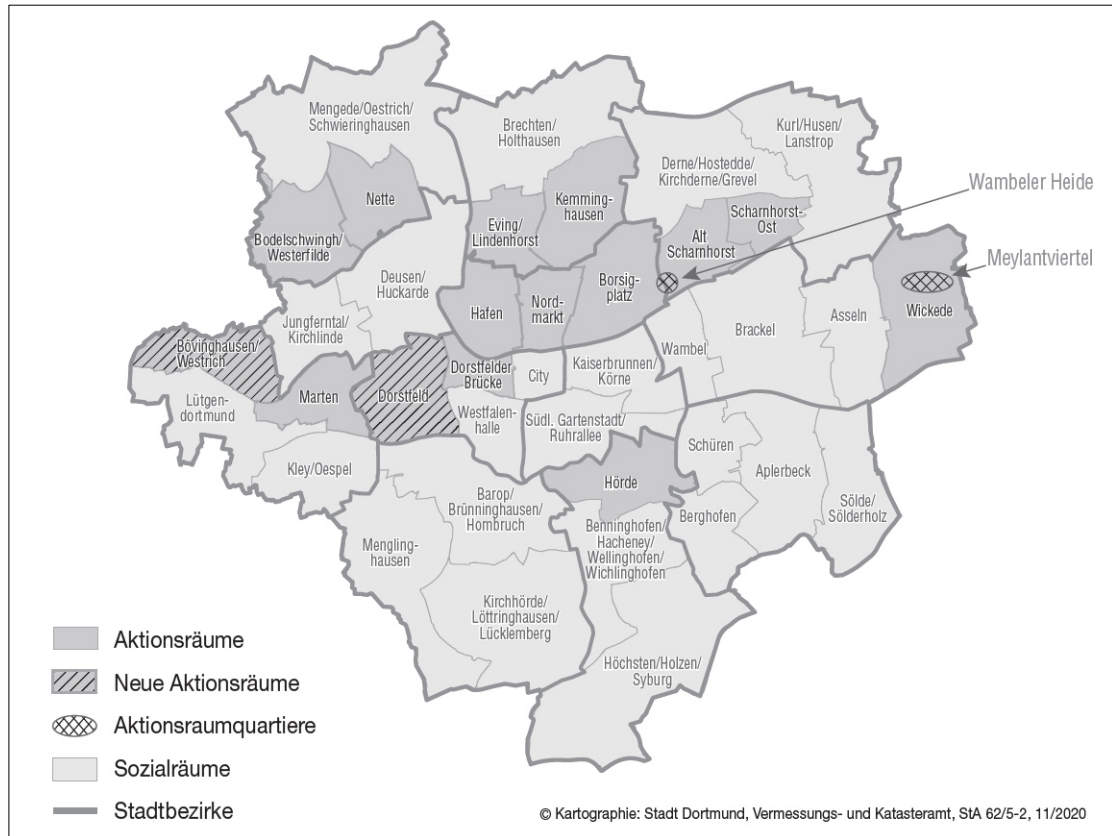 Mengede/Oestrich/
Schwieringhausen
Brechten/
Holthausen
Kurl/Husen/
Lanstrop
Derne/Hostedde/
Kirchderne/Grevel
Wambeler Heide
Nette
Kemming-
hausen
Scharnhorst-
Ost
Eving/
Lindenhorst
Alt
Scharnhorst
Bodelschwingh/
Westerfilde
Meylantviertel
Deusen/
Huckarde
Borsig-
platz
Hafen
Nord-
markt
Wickede
Jungferntal/
Kirchlinde
Brackel
Asseln
Bövinghausen/
Westrich
Wambel
Dorstfelder
Brücke
City
Kaiserbrunnen/
Körne
Marten
Dorstfeld
Lütgen-
dortmund
Westfalen-
halle
Südl. Gartenstadt/
Ruhrallee
Schüren
Kley/Oespel
Aplerbeck
Hörde
Barop/
Brünninghausen/
Hombruch
Sölde/
Sölderholz
Berghofen
Benninghofen/
Hacheney/
Wellinghofen/
Wichlinghofen
Mengling-
hausen
Kirchhörde/
Löttringhausen/
Lücklemberg
Höchsten/Holzen/
Syburg
Aktionsräume
Neue Aktionsräume
Aktionsraumquartiere
Sozialräume
Stadtbezirke
© Kartographie: Stadt Dortmund, Vermessungs- und Katasteramt, StA 62/5-2, 11/2020